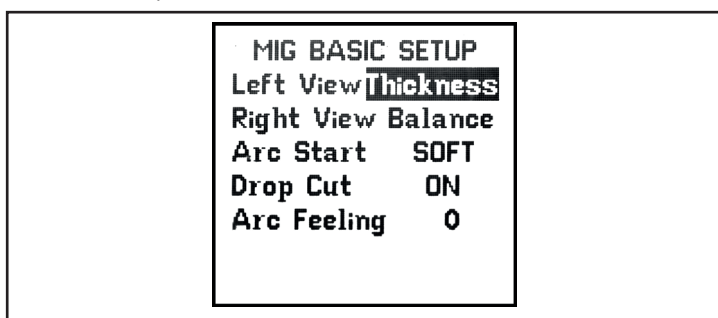 MIG BASIC SETUP
Left View Thickness
Right View Balance
Arc Start SOFT
Drop Cut ON
Arc Feeling 0